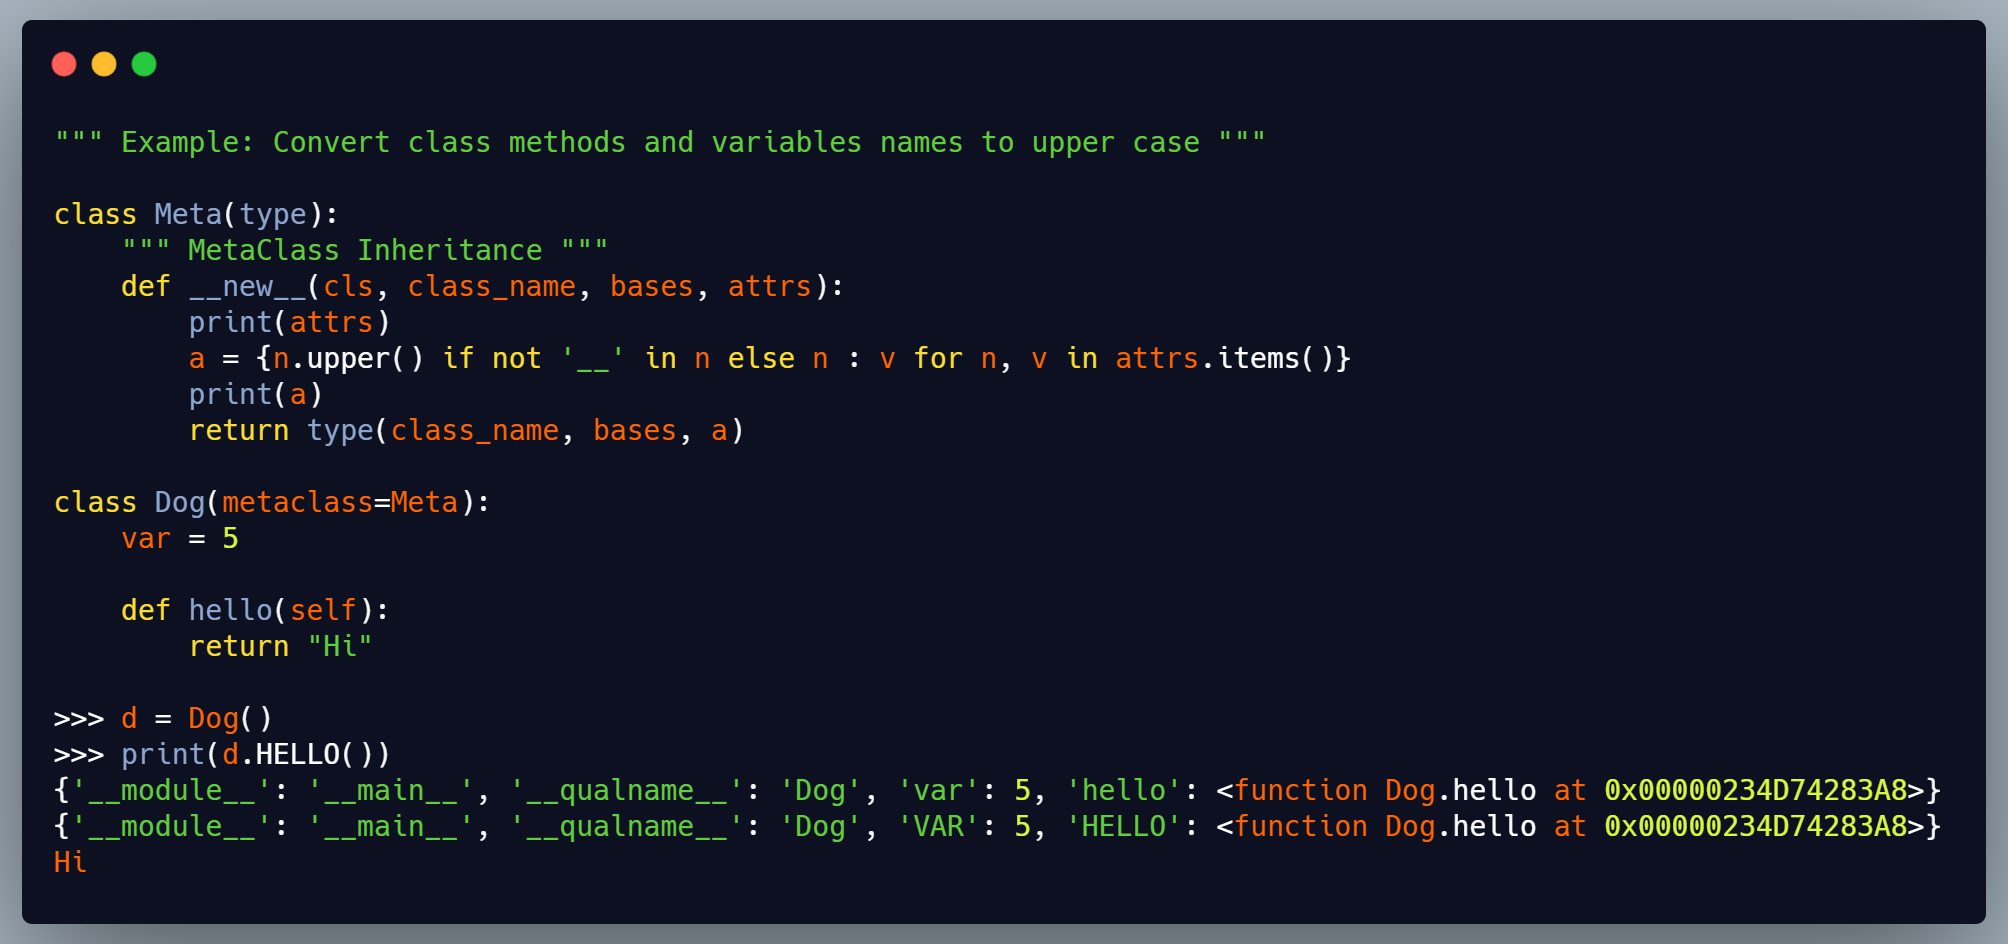 """ Example: Convert class methods and variables names to upper case """
class Meta(type):
    """ MetaClass Inheritance """
    def __new__(cls, class_name, bases, attrs):
        print(attrs)
        a = {n.upper() if not '__' in n else n : v for n, v in attrs.items()}
        print(a)
        return type(class_name, bases, a)
class Dog(metaclass=Meta):
    var = 5
    def hello(self):
        return "Hi"
>>> d = Dog()
>>> print(d.HELLO())
{'__module__': '__main__', '__qualname__': 'Dog', 'var': 5, 'hello': <function Dog.hello at 0x00000234D74283A8>}
{'__module__': '__main__', '__qualname__': 'Dog', 'VAR': 5, 'HELLO': <function Dog.hello at 0x00000234D74283A8>}
Hi